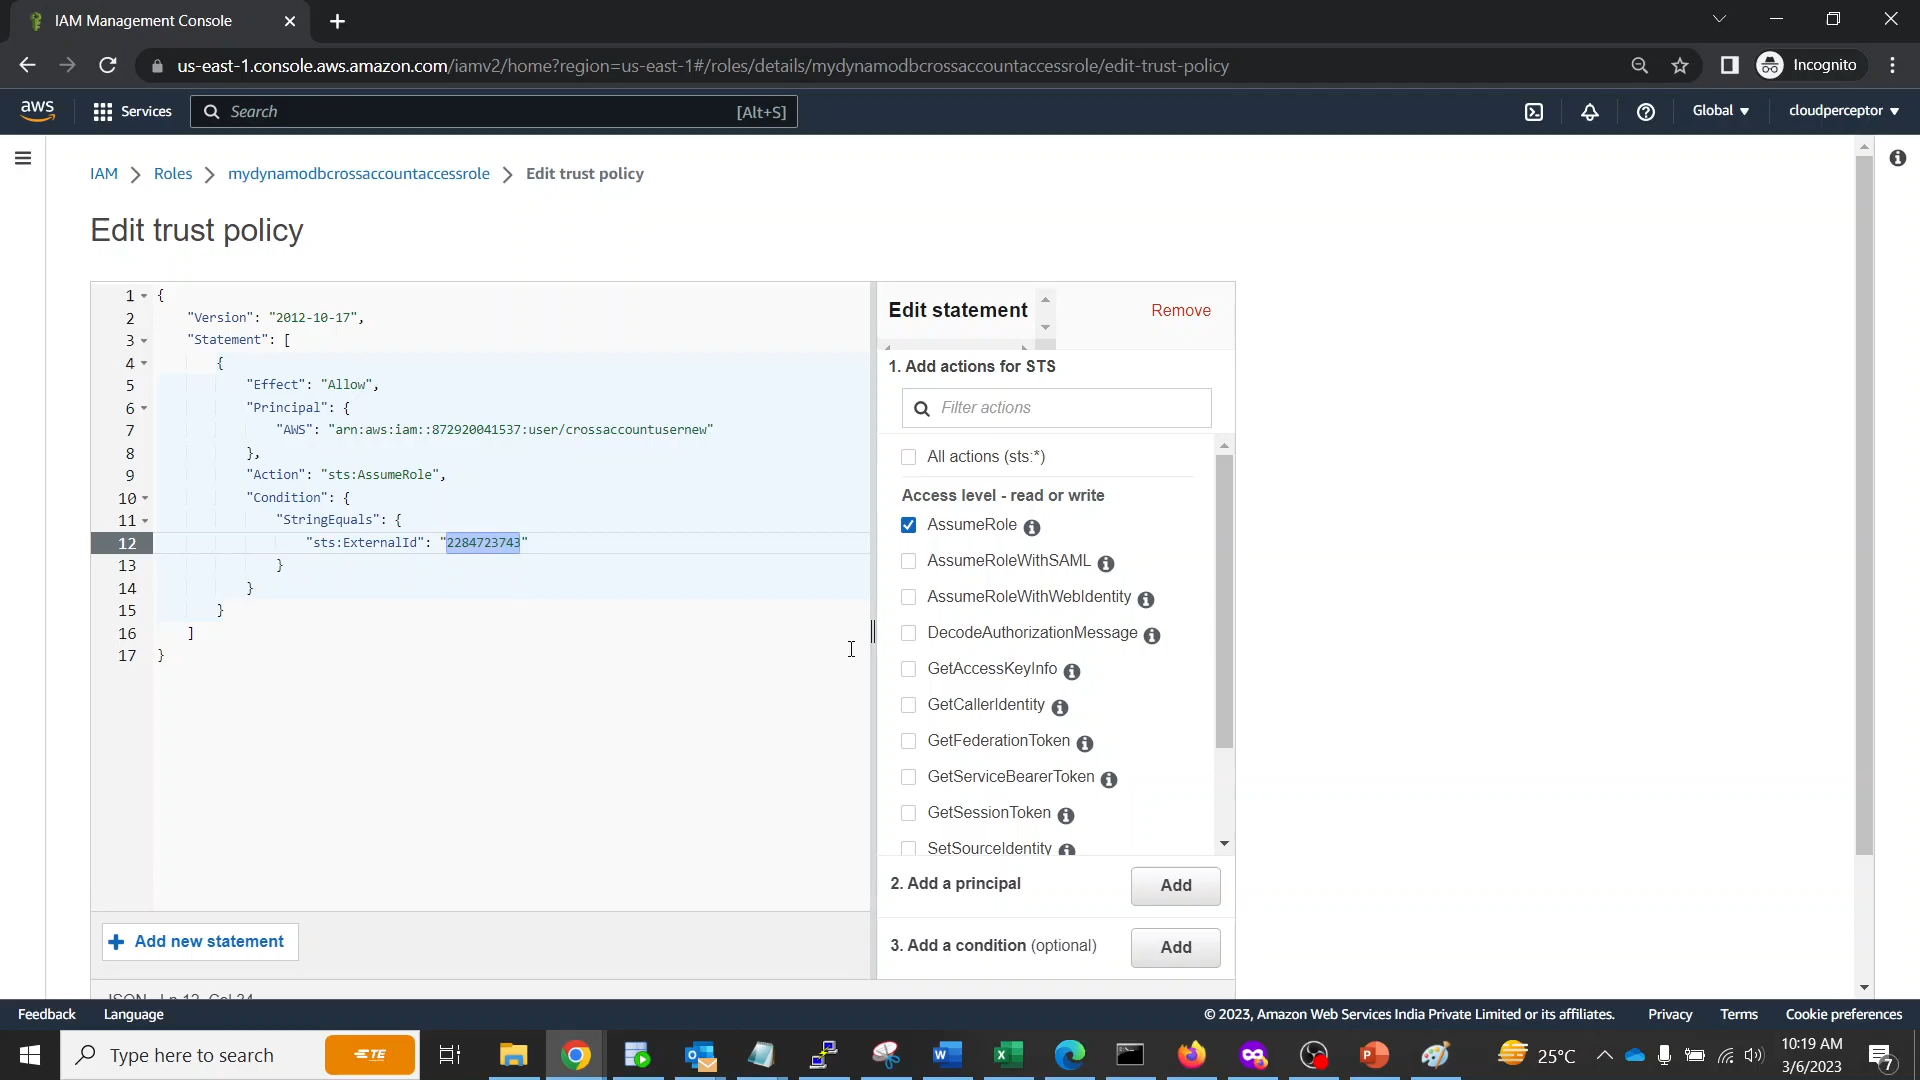 IAM Management Console
us-east-1.console.aws.amazon.com/iamv2/home?region=us-east-1#/roles/details/mydynamodbcrossaccountaccessrole/edit-trust-policy
Incognito
aws
Services
Search
[Alt+S]
Global
cloudperceptor
IAM
Roles
mydynamodbcrossaccountaccessrole
Edit trust policy
Edit trust policy
1 {
2 "Version": "2012-10-17",
3 "Statement": [
4 {
5 "Effect": "Allow",
6 "Principal": {
7 "AWS": "arn:aws:iam::872920041537:user/crossaccountusernew"
8 },
9 "Action": "sts:AssumeRole",
10 "Condition": {
11 "StringEquals": {
12 "sts:ExternalId": "2284723743"
13 }
14 }
15 }
16 ]
17 }
Add new statement
JSON Ln 12, Col 34
Edit statement
Remove
1. Add actions for STS
Filter actions
All actions (sts:*)
Access level - read or write
AssumeRole
AssumeRoleWithSAML
AssumeRoleWithWebIdentity
DecodeAuthorizationMessage
GetAccessKeyInfo
GetCallerIdentity
GetFederationToken
GetServiceBearerToken
GetSessionToken
SetSourceIdentity
2. Add a principal
Add
3. Add a condition (optional)
Add
Feedback
Language
© 2023, Amazon Web Services India Private Limited or its affiliates.
Privacy
Terms
Cookie preferences
Type here to search
25°C
10:19 AM
3/6/2023
7